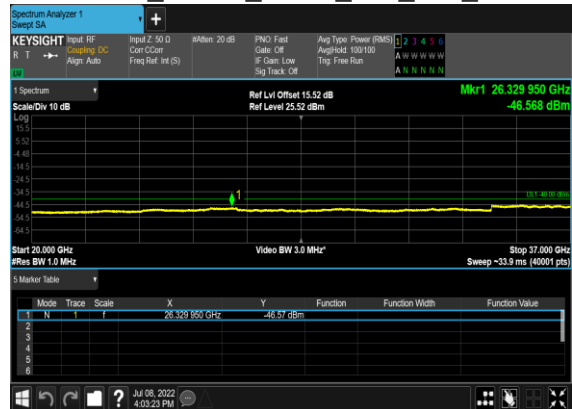 Spectrum Analyzer 1
Swept SA
+
KEYSIGHT Input: RF Input Z: 50 Ω #Atten: 20 dB PNO: Fast Avg Type: Power (RMS) 1 2 3 4 5 6
R T Coupling: DC Corr CCorr Gate: Off Avg|Hold: 100/100 A W W W W W
Align: Auto Freq Ref: Int (S) IF Gain: Low Trig: Free Run
Sig Track: Off A N N N N N
1 Spectrum Ref Lvl Offset 15.52 dB Mkr1 26.329 950 GHz
Scale/Div 10 dB Ref Level 25.52 dBm -46.568 dBm
Log
15.5
5.52
-4.48
-14.5
-24.5
-34.5
1
DL1 -40.00 dBm
-44.5
-54.5
-64.5
Start 20.000 GHz Video BW 3.0 MHz* Stop 37.000 GHz
#Res BW 1.0 MHz Sweep ~33.9 ms (40001 pts)
5 Marker Table
Mode Trace Scale X Y Function Function Width Function Value
1 N 1 f 26.329 950 GHz -46.57 dBm
2
3
4
5
6
? Jul 08, 2022
4:03:23 PM